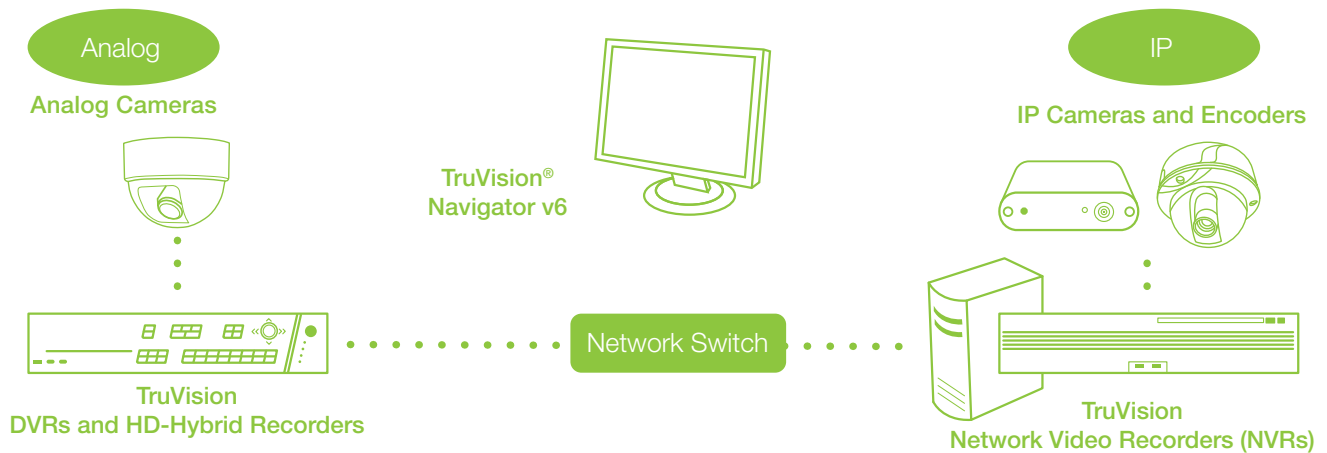 Analog
Analog Cameras
TruVision®
Navigator v6
IP
IP Cameras and Encoders
Network Switch
TruVision
DVRs and HD-Hybrid Recorders
TruVision
Network Video Recorders (NVRs)